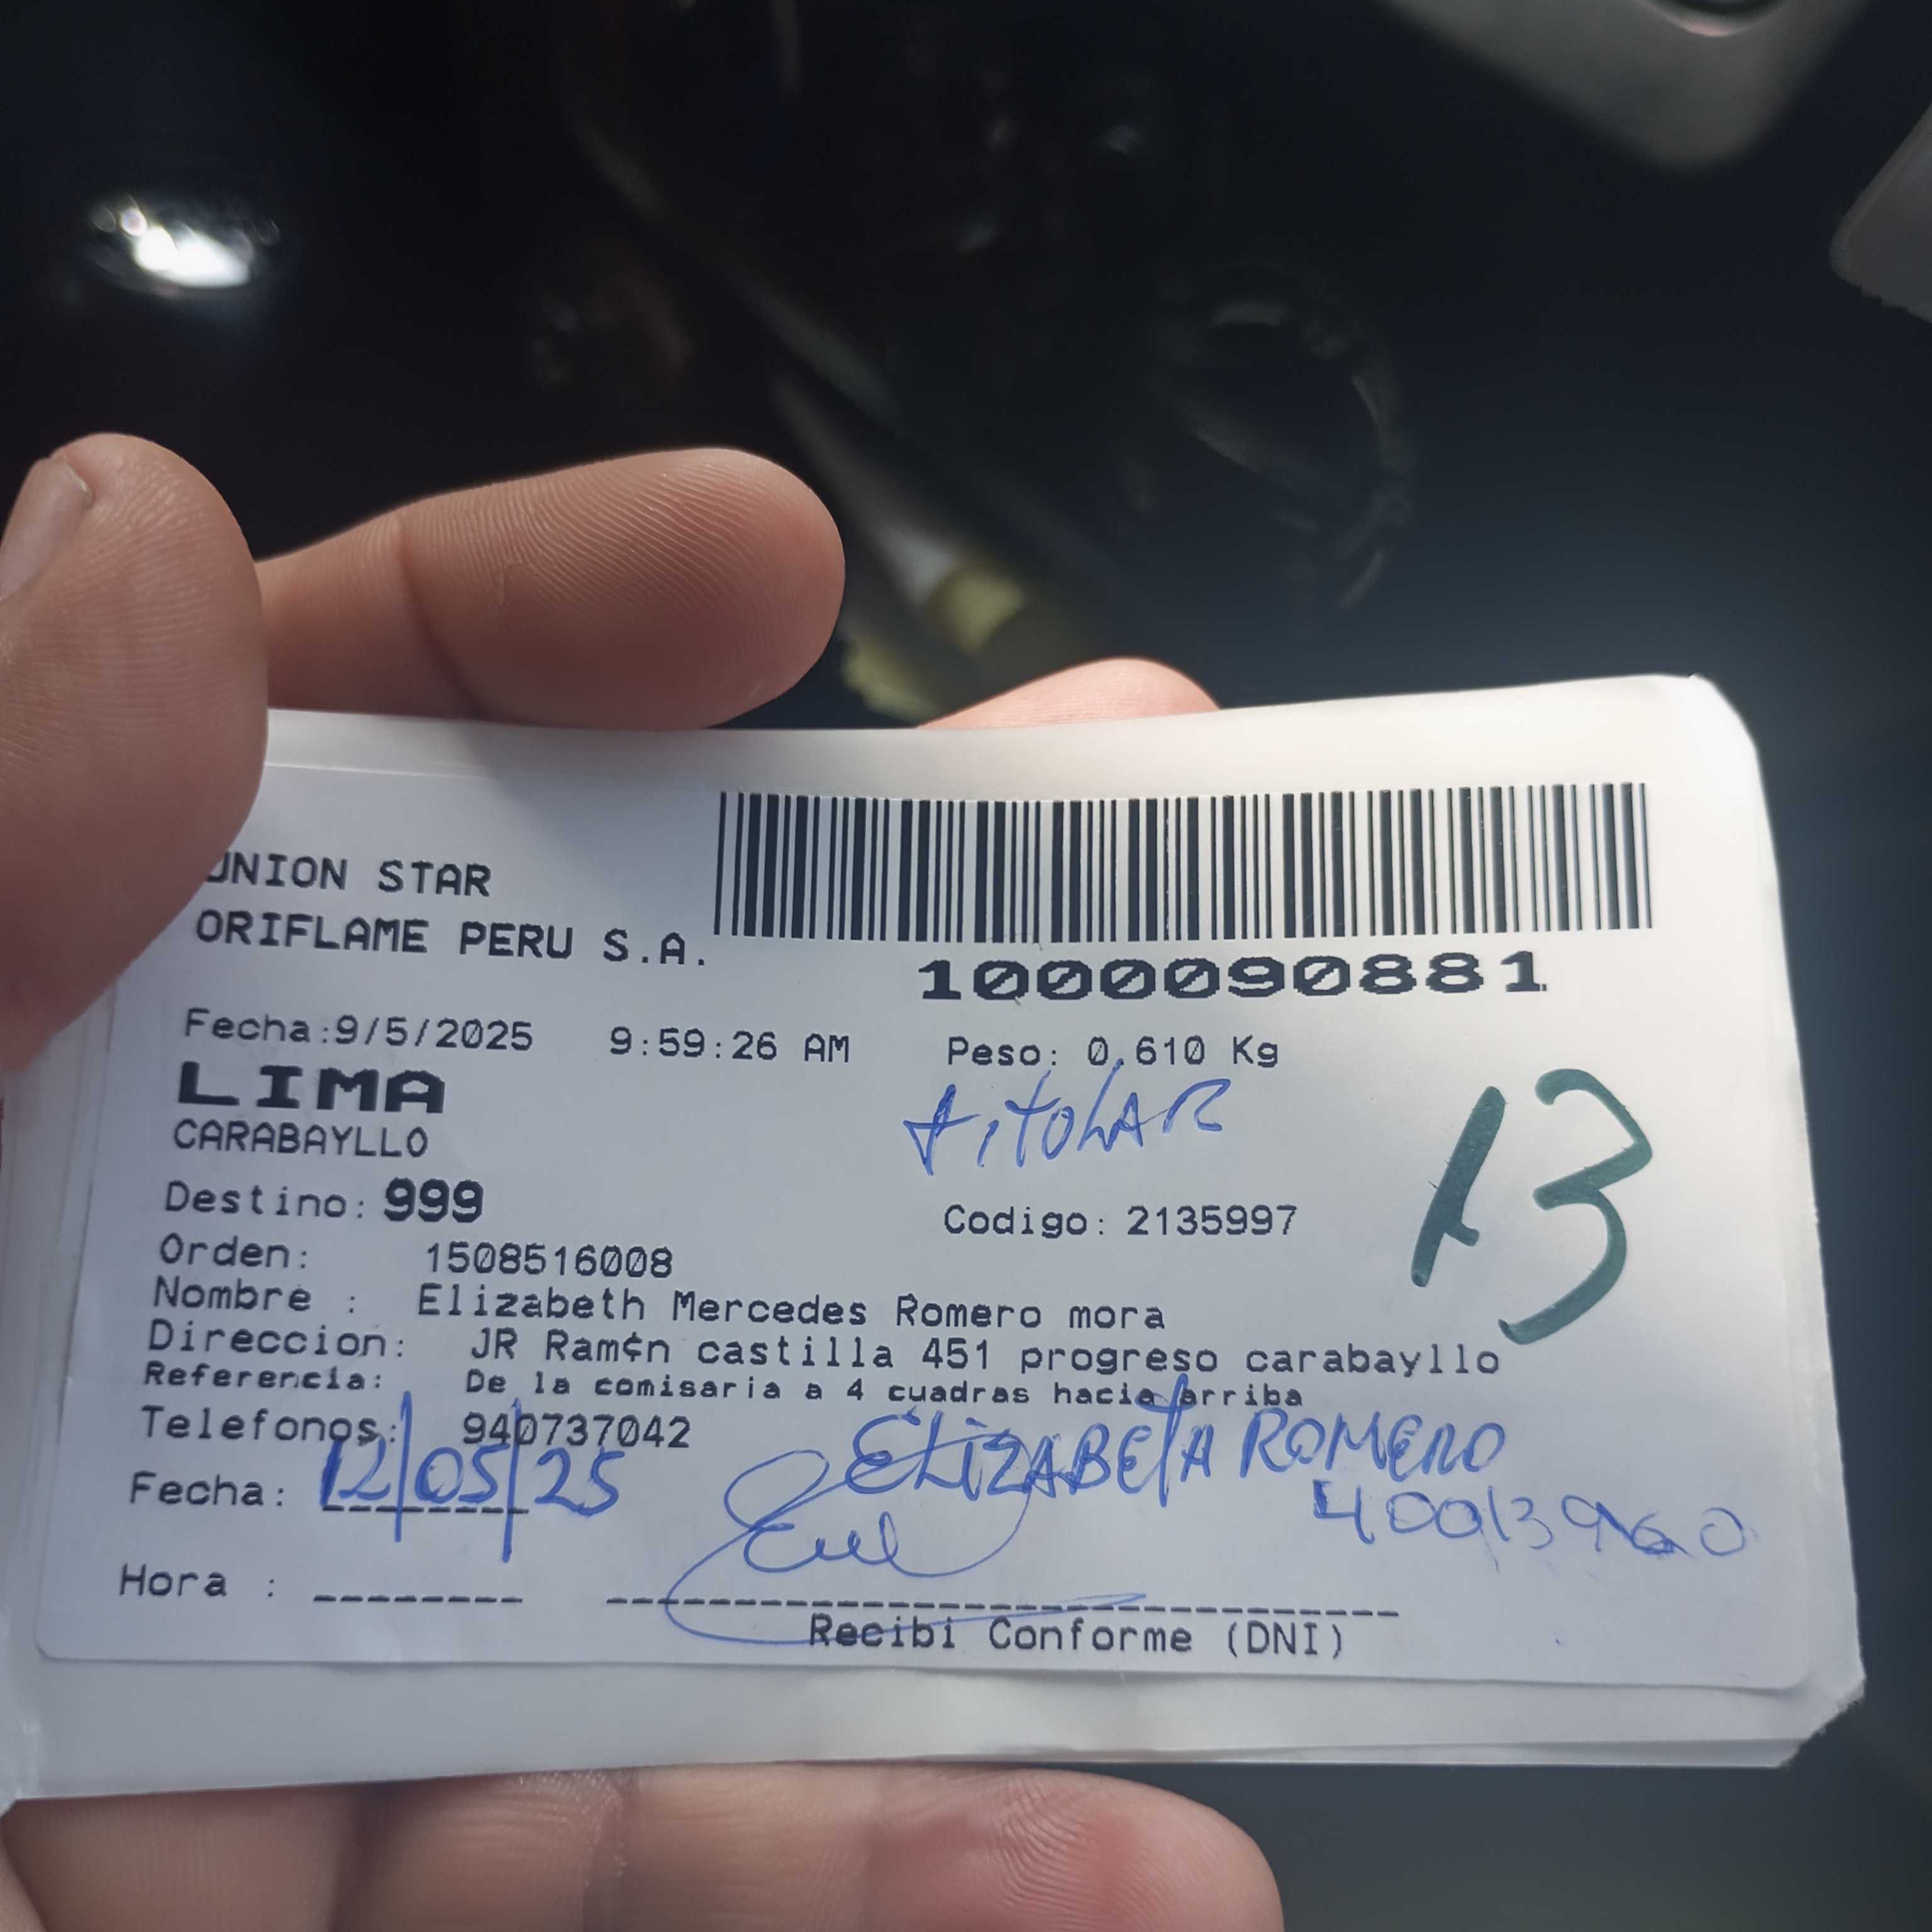 UNION STAR
ORIFLAME PERU S.A.
1000090881
Fecha:9/5/2025 9:59:26 AM Peso: 0.610 Kg
LIMA
TITOLAR
13
CARABAYLLO
Destino: 999
Codigo: 2135997
Orden: 1508516008
Nombre : Elizabeth Mercedes Romero mora
Direccion: JR Ram¢n castilla 451 progreso carabayllo
Referencia: De la comisaria a 4 cuadras hacia arriba
Telefonos: 940737042
ELIZABETH ROMERO
Fecha: 12/05/25
Hora : --------
Recibi Conforme (DNI)